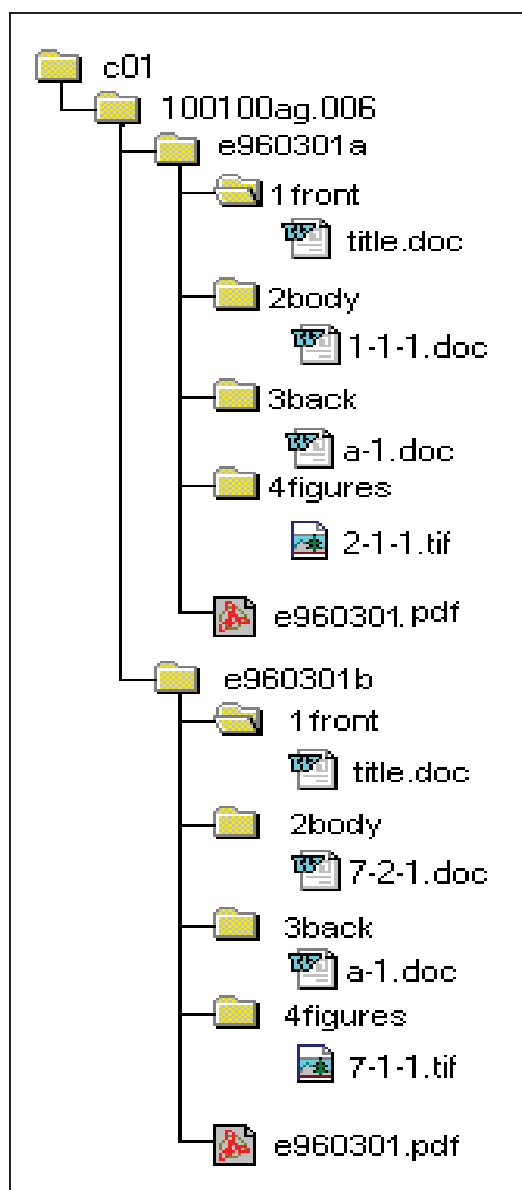 c01
100100ag.006
e960301a
1front
title.doc
2body
1-1-1.doc
3back
a-1.doc
4figures
2-1-1.tif
e960301.pdf
e960301b
1front
title.doc
2body
7-2-1.doc
3back
a-1.doc
4figures
7-1-1.tif
e960301.pdf